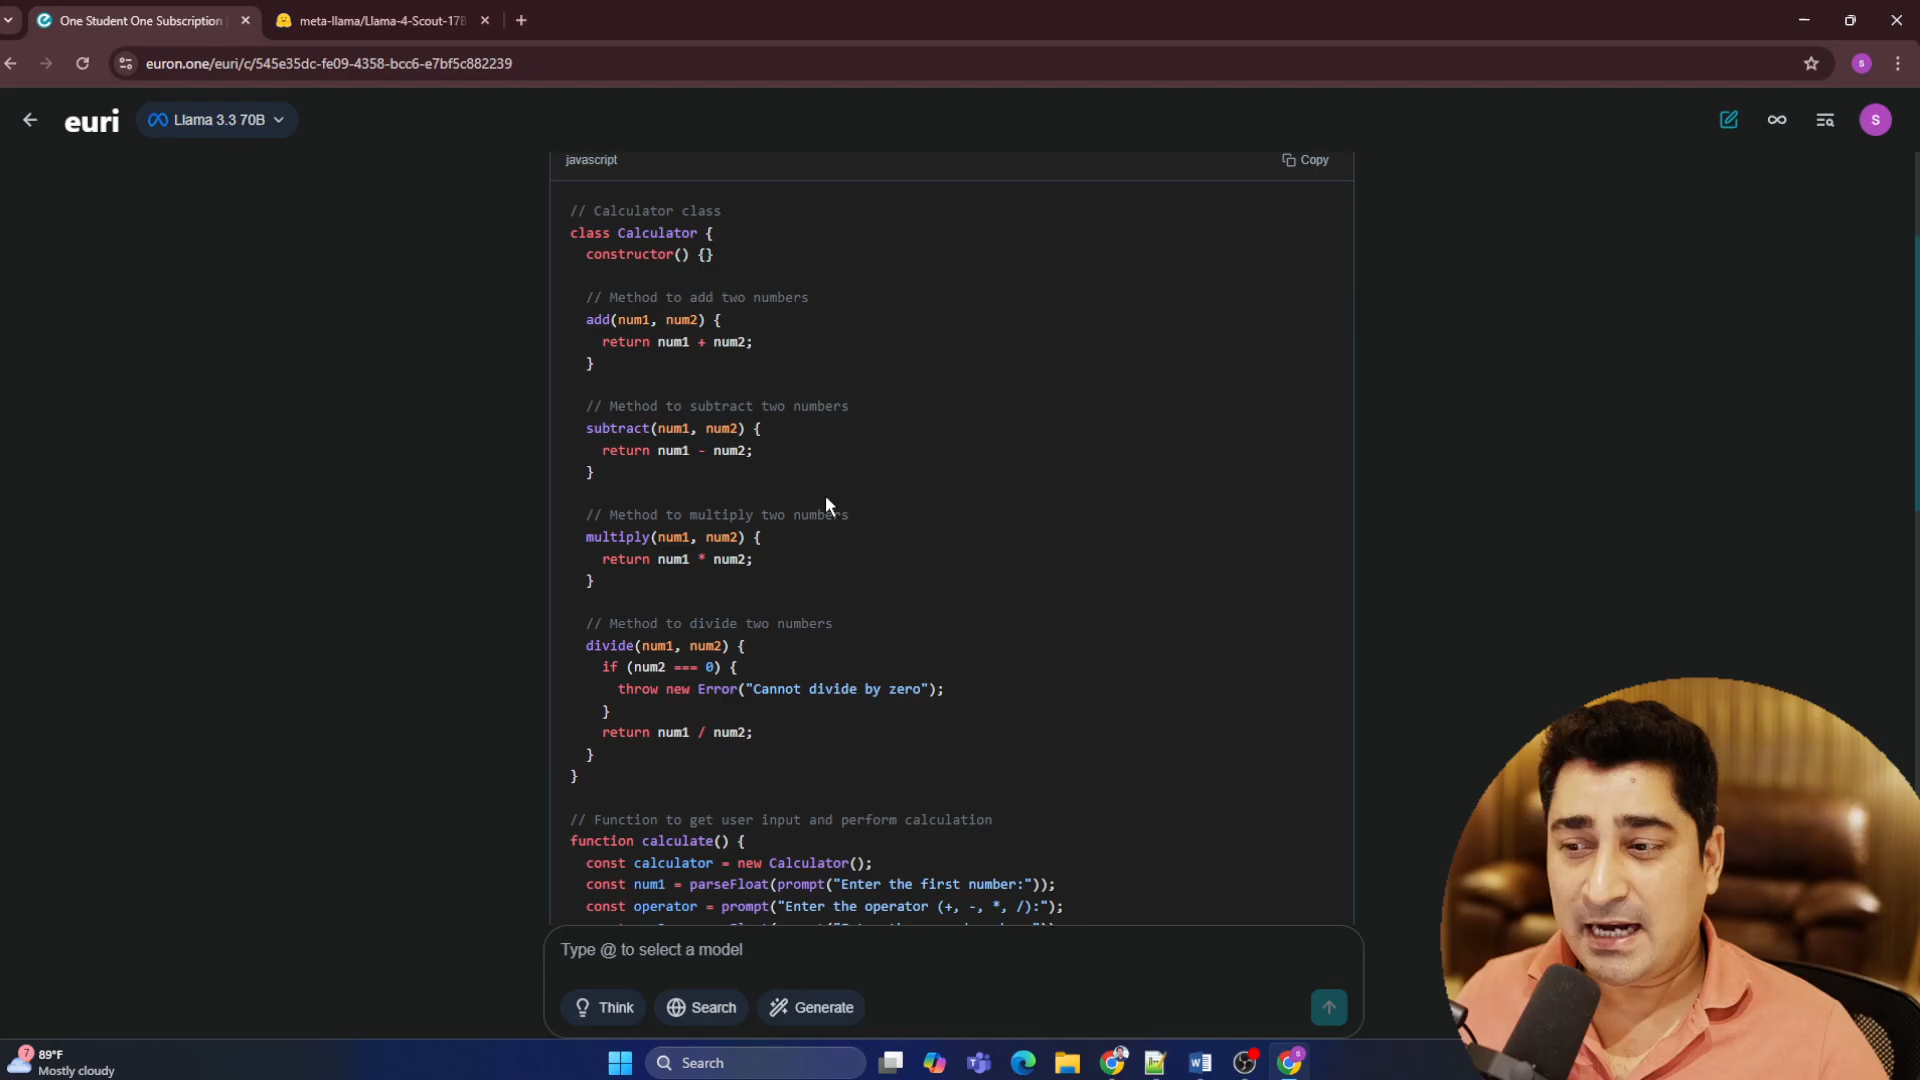 One Student One Subscription
meta-llama/Llama-4-Scout-17B
euron.one/euri/c/545e35dc-fe09-4358-bcc6-e7bf5c882239
S
euri
Llama 3.3 70B
S
javascript
Copy
// Calculator class
class Calculator {
constructor() {}
// Method to add two numbers
add(num1, num2) {
return num1 + num2;
}
// Method to subtract two numbers
subtract(num1, num2) {
return num1 - num2;
}
// Method to multiply two numbers
multiply(num1, num2) {
return num1 * num2;
}
// Method to divide two numbers
divide(num1, num2) {
if (num2 === 0) {
throw new Error("Cannot divide by zero");
}
return num1 / num2;
}
}
// Function to get user input and perform calculation
function calculate() {
const calculator = new Calculator();
const num1 = parseFloat(prompt("Enter the first number:"));
const operator = prompt("Enter the operator (+, -, *, /):");
Type @ to select a model
Think
Search
Generate
7
89°F
Mostly cloudy
Search